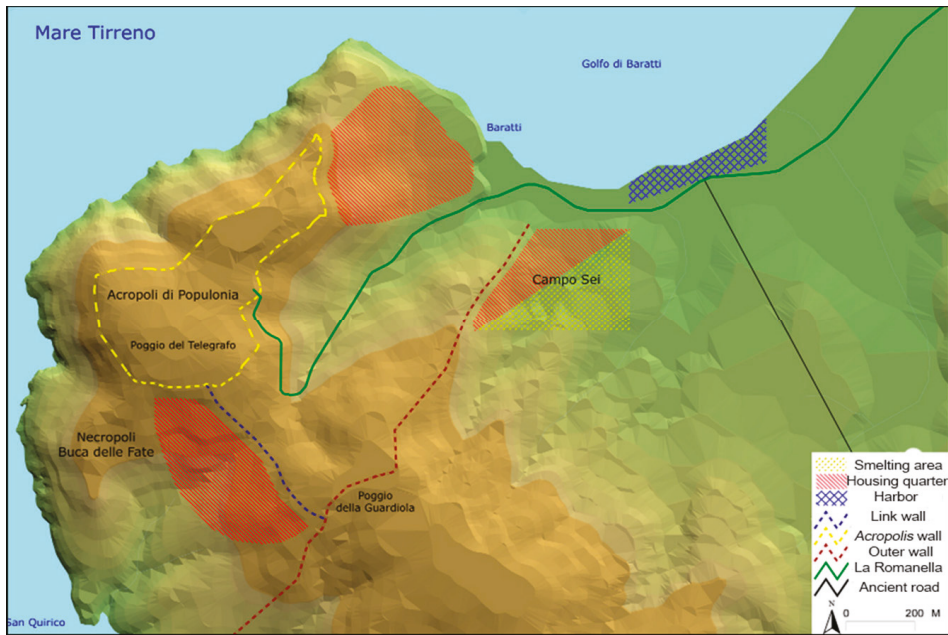 Mare Tirreno
Golfo di Baratti
Baratti
Campo Sei
Acropoli di Populonia
Poggio del Telegrafo
Necropoli
Buca delle Fate
Poggio
della Guardiola
San Quirico
Smelting area
Housing quarter
Harbor
Link wall
Acropolis wall
Outer wall
La Romanella
Ancient road
N
0 200 M